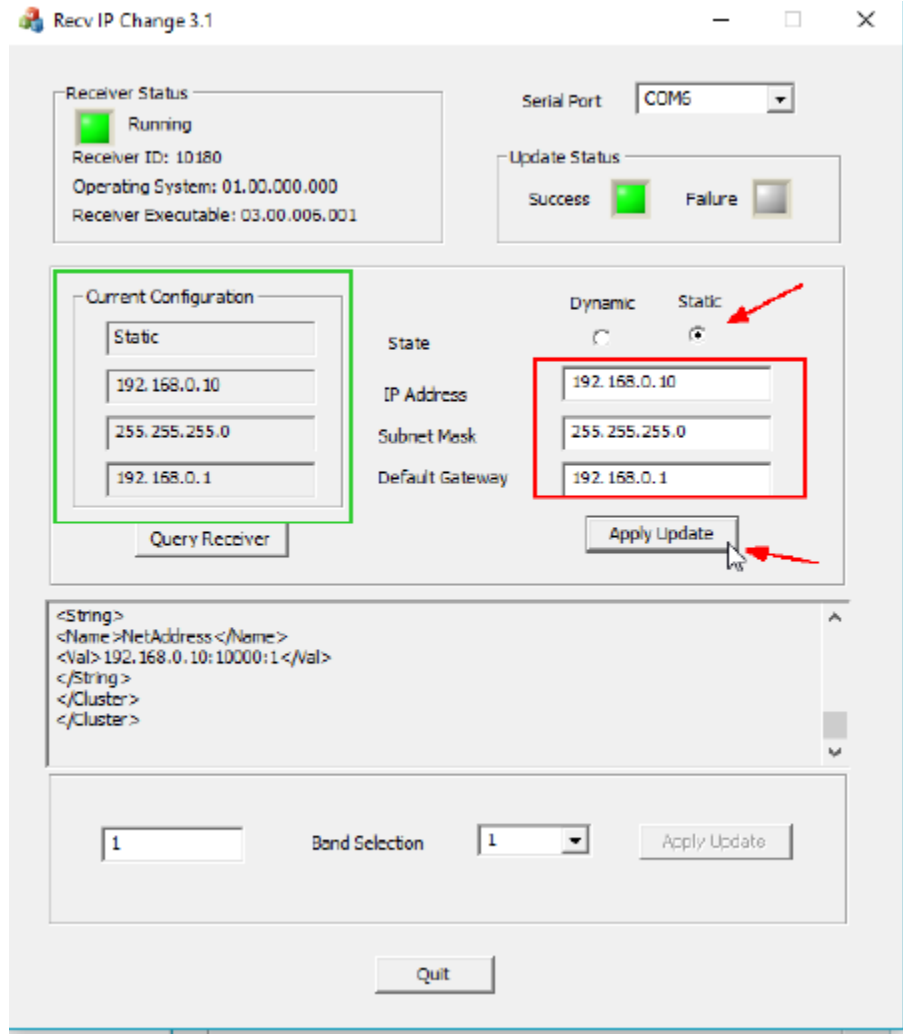 Recv IP Change 3.1
Receiver Status
Running
Receiver ID: 10180
Operating System: 01.00.000.000
Receiver Executable: 03.00.006.001
Serial Port COM6
Update Status
Success Failure
Current Configuration
Static
192.168.0.10
255.255.255.0
192.168.0.1
Query Receiver
Dynamic Static
State
IP Address 192.168.0.10
Subnet Mask 255.255.255.0
Default Gateway 192.168.0.1
Apply Update
<String>
<Name>NetAddress</Name>
<Val>192.168.0.10:10000:1</Val>
</String>
</Cluster>
</Cluster>
1 Band Selection 1 Apply Update
Quit